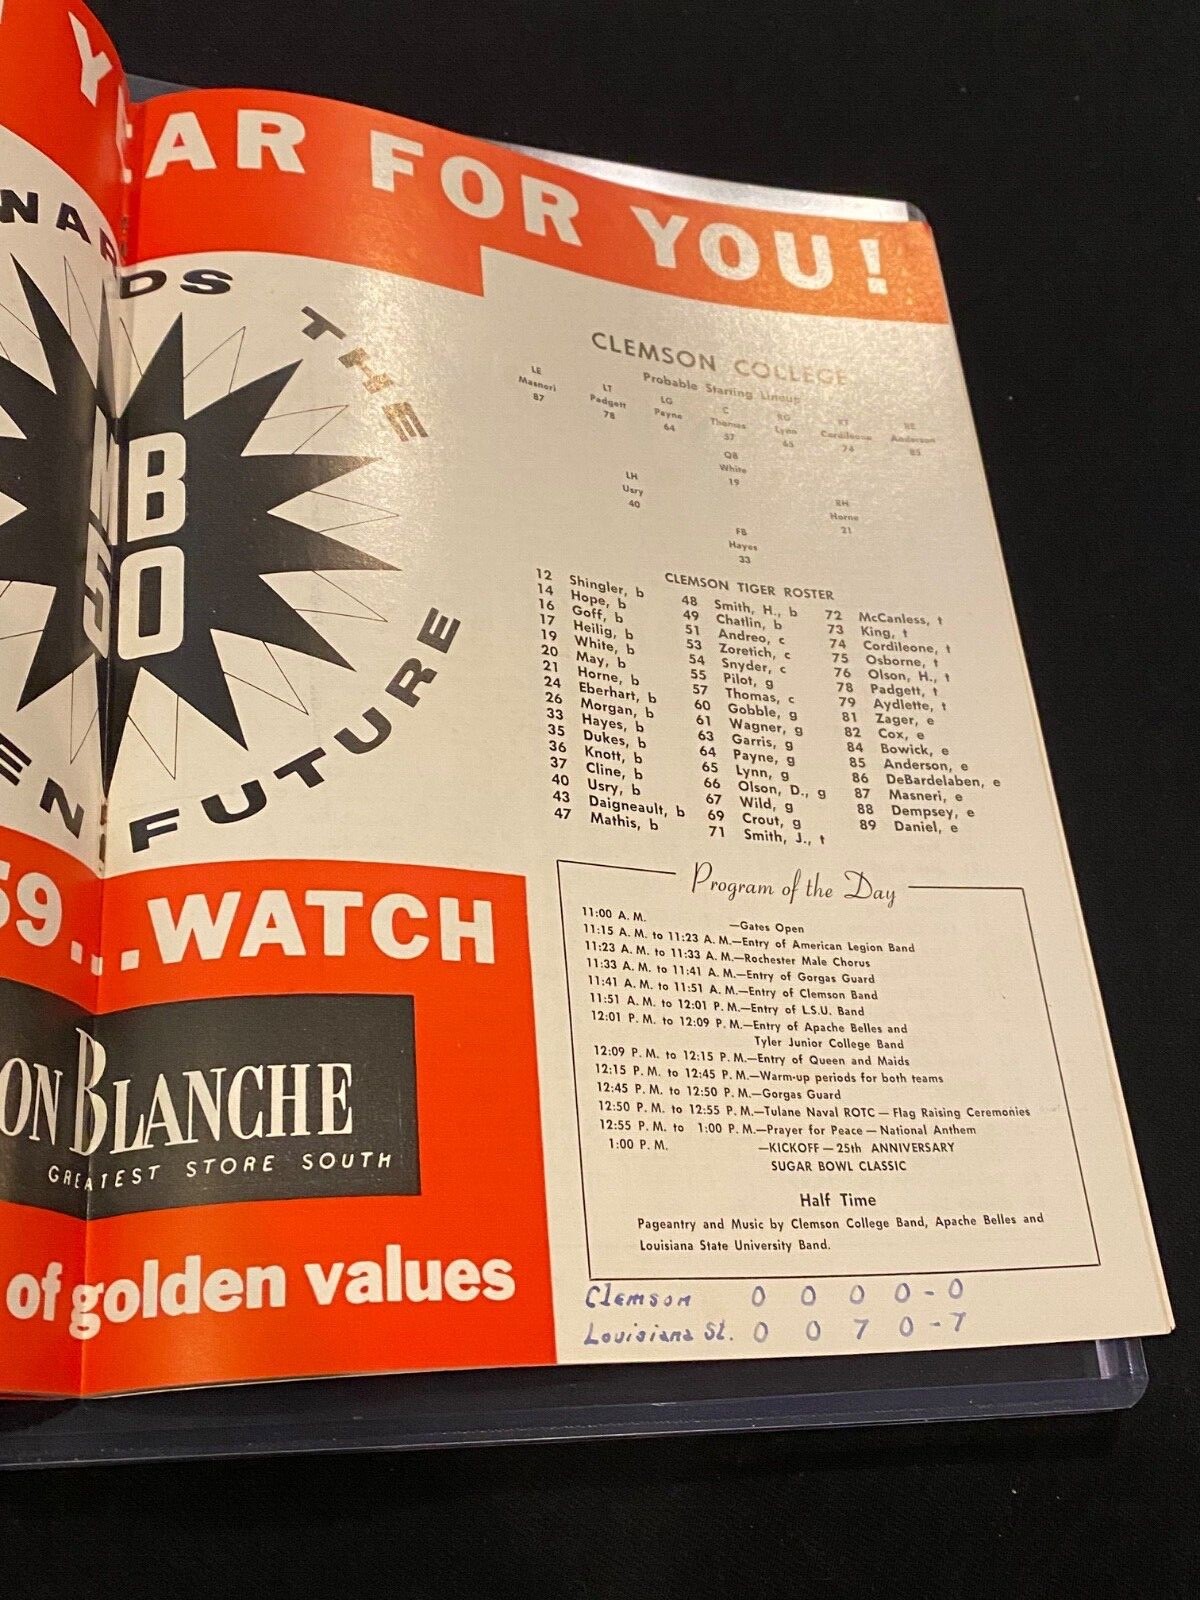 YEAR FOR YOU!
DS THE
FUTURE
EN
MB
50
59...WATCH
ON BLANCHE
GREATEST STORE SOUTH
of golden values
CLEMSON COLLEGE
Probable Starting Lineup
LE LT LG C RG RT RE
Masneri Padgett Payne Thomas Lynn Cordileone Anderson
87 78 64 57 65 74 85
QB
White
19
LH
Usry
40
RH
Horne
21
FB
Hayes
33
CLEMSON TIGER ROSTER
12 Shingler, b
14 Hope, b
16 Goff, b
17 Heilig, b
19 White, b
20 May, b
21 Horne, b
24 Eberhart, b
26 Morgan, b
33 Hayes, b
35 Dukes, b
36 Knott, b
37 Cline, b
40 Usry, b
43 Daigneault, b
47 Mathis, b
48 Smith, H., b
49 Chatlin, b
51 Andreo, c
53 Zoretich, c
54 Snyder, c
55 Pilot, g
57 Thomas, c
60 Gobble, g
61 Wagner, g
63 Garris, g
64 Payne, g
65 Lynn, g
66 Olson, D., g
67 Wild, g
69 Crout, g
71 Smith, J., t
72 McCanless, t
73 King, t
74 Cordileone, t
75 Osborne, t
76 Olson, H., t
78 Padgett, t
79 Aydlette, t
81 Zager, e
82 Cox, e
84 Bowick, e
85 Anderson, e
86 DeBardelaben, e
87 Masneri, e
88 Dempsey, e
89 Daniel, e
Program of the Day
11:00 A. M. —Gates Open
11:15 A. M. to 11:23 A. M.—Entry of American Legion Band
11:23 A. M. to 11:33 A. M.—Rochester Male Chorus
11:33 A. M. to 11:41 A. M.—Entry of Gorgas Guard
11:41 A. M. to 11:51 A. M.—Entry of Clemson Band
11:51 A. M. to 12:01 P. M.—Entry of L.S.U. Band
12:01 P. M. to 12:09 P. M.—Entry of Apache Belles and
Tyler Junior College Band
12:09 P. M. to 12:15 P. M.—Entry of Queen and Maids
12:15 P. M. to 12:45 P. M.—Warm-up periods for both teams
12:45 P. M. to 12:50 P. M.—Gorgas Guard
12:50 P. M. to 12:55 P. M.—Tulane Naval ROTC — Flag Raising Ceremonies
12:55 P. M. to 1:00 P. M.—Prayer for Peace — National Anthem
1:00 P. M. —KICKOFF — 25th ANNIVERSARY
SUGAR BOWL CLASSIC
Half Time
Pageantry and Music by Clemson College Band, Apache Belles and
Louisiana State University Band.
Clemson 0 0 0 0 - 0
Louisiana St. 0 0 7 0 - 7